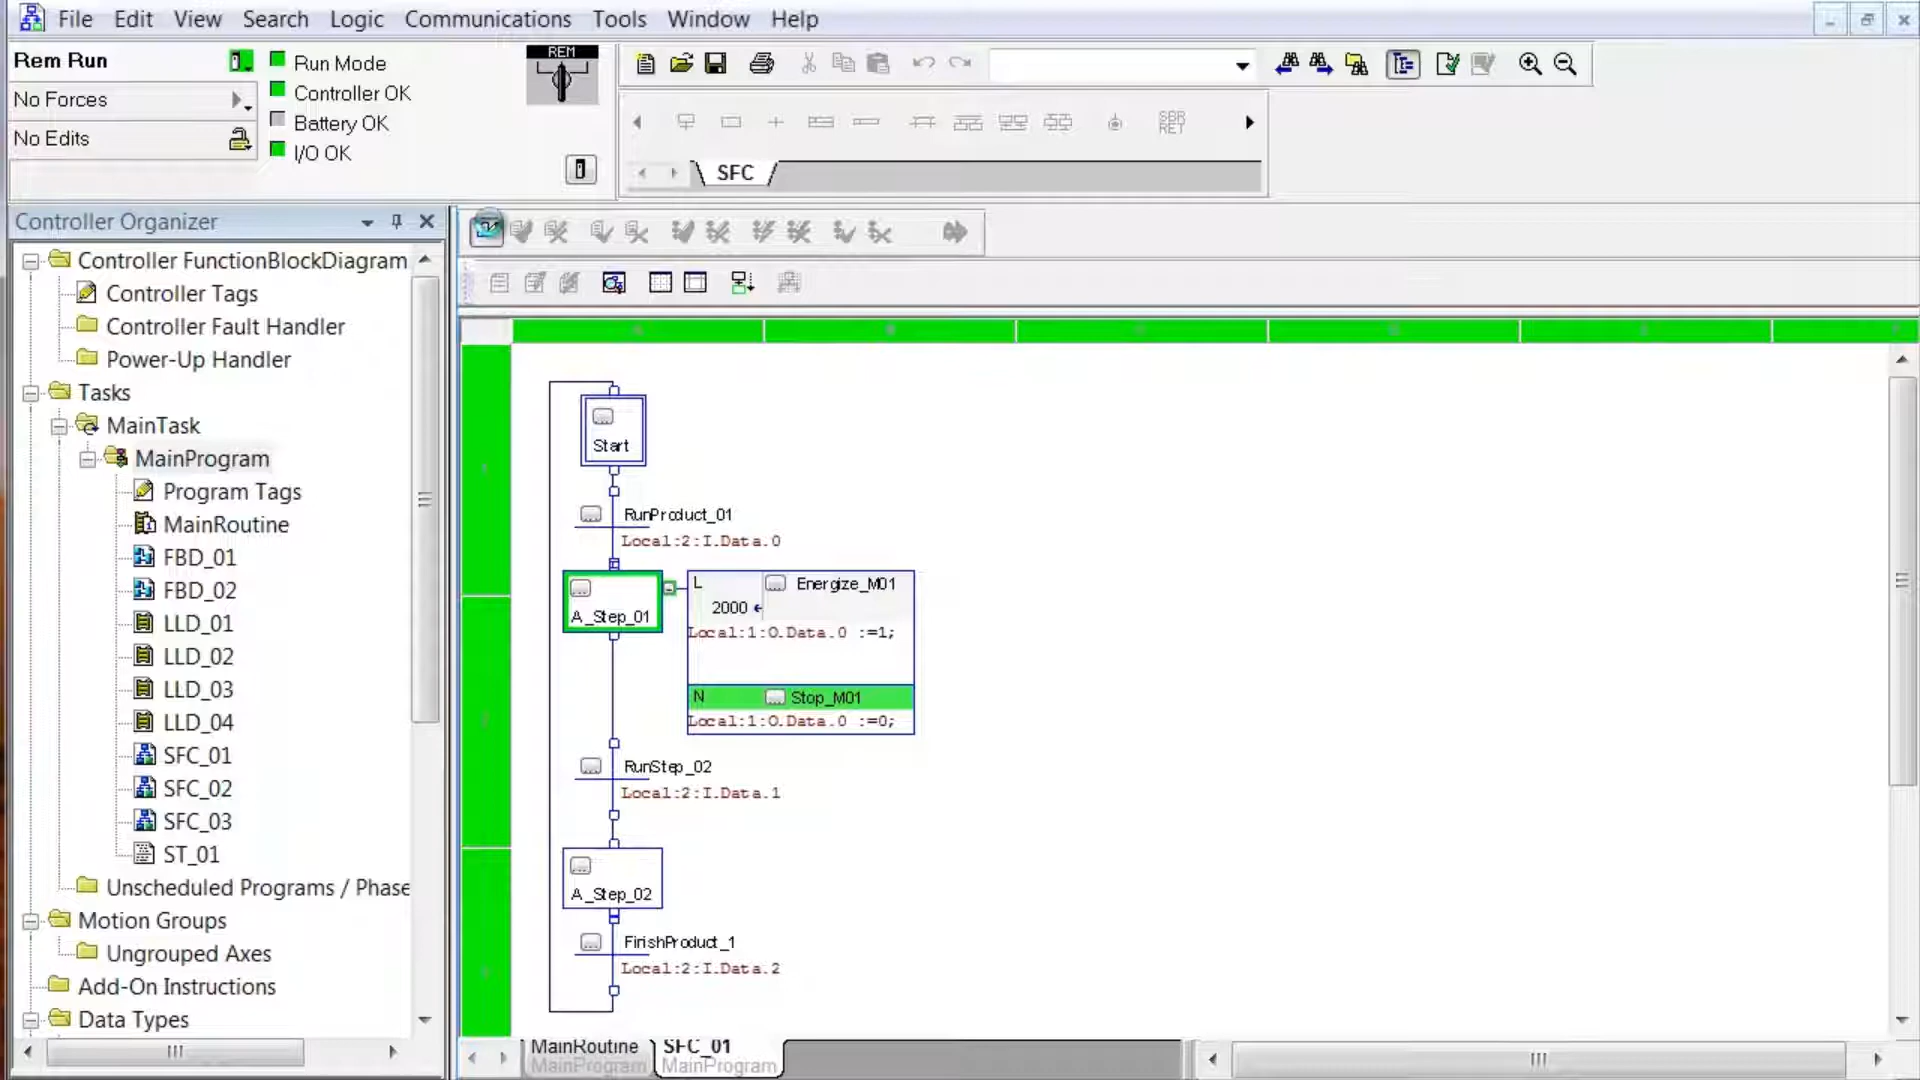 File Edit View Search Logic Communications Tools Window Help
Rem Run
No Forces
No Edits
Run Mode
Controller OK
Battery OK
I/O OK
REM
SBR
RET
SFC
Controller Organizer
Controller FunctionBlockDiagram
Controller Tags
Controller Fault Handler
Power-Up Handler
Tasks
MainTask
MainProgram
Program Tags
MainRoutine
FBD_01
FBD_02
LLD_01
LLD_02
LLD_03
LLD_04
SFC_01
SFC_02
SFC_03
ST_01
Unscheduled Programs / Phase
Motion Groups
Ungrouped Axes
Add-On Instructions
Data Types
Start
RunProduct_01
Local:2:I.Data.0
A_Step_01
L Energize_M01
2000
Local:1:O.Data.0 :=1;
N Stop_M01
Local:1:O.Data.0 :=0;
RunStep_02
Local:2:I.Data.1
A_Step_02
FinishProduct_1
Local:2:I.Data.2
MainRoutine
MainProgram
SFC_01
MainProgram